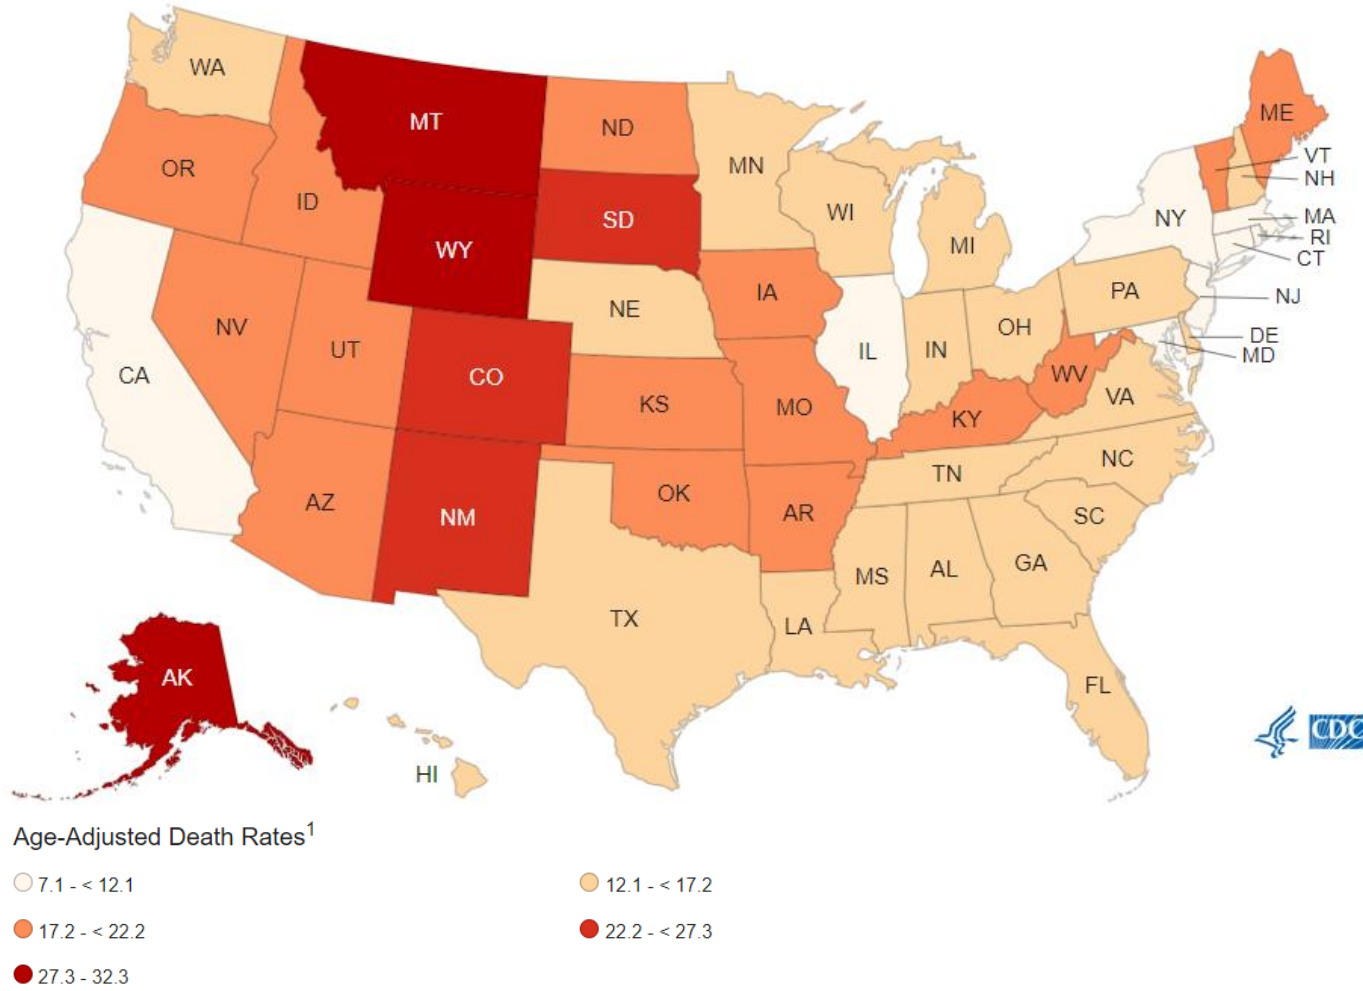 WA
MT
ND
MN
ME
VT
NH
OR
ID
SD
WI
NY
MA
RI
CT
WY
MI
IA
PA
NJ
NE
NV
UT
OH
DE
MD
IL
IN
CA
CO
WV
VA
KS
MO
KY
NC
TN
AZ
NM
OK
AR
SC
GA
MS
AL
TX
LA
AK
FL
HI
CDC
Age-Adjusted Death Rates1
7.1 - < 12.1
12.1 - < 17.2
17.2 - < 22.2
22.2 - < 27.3
27.3 - 32.3